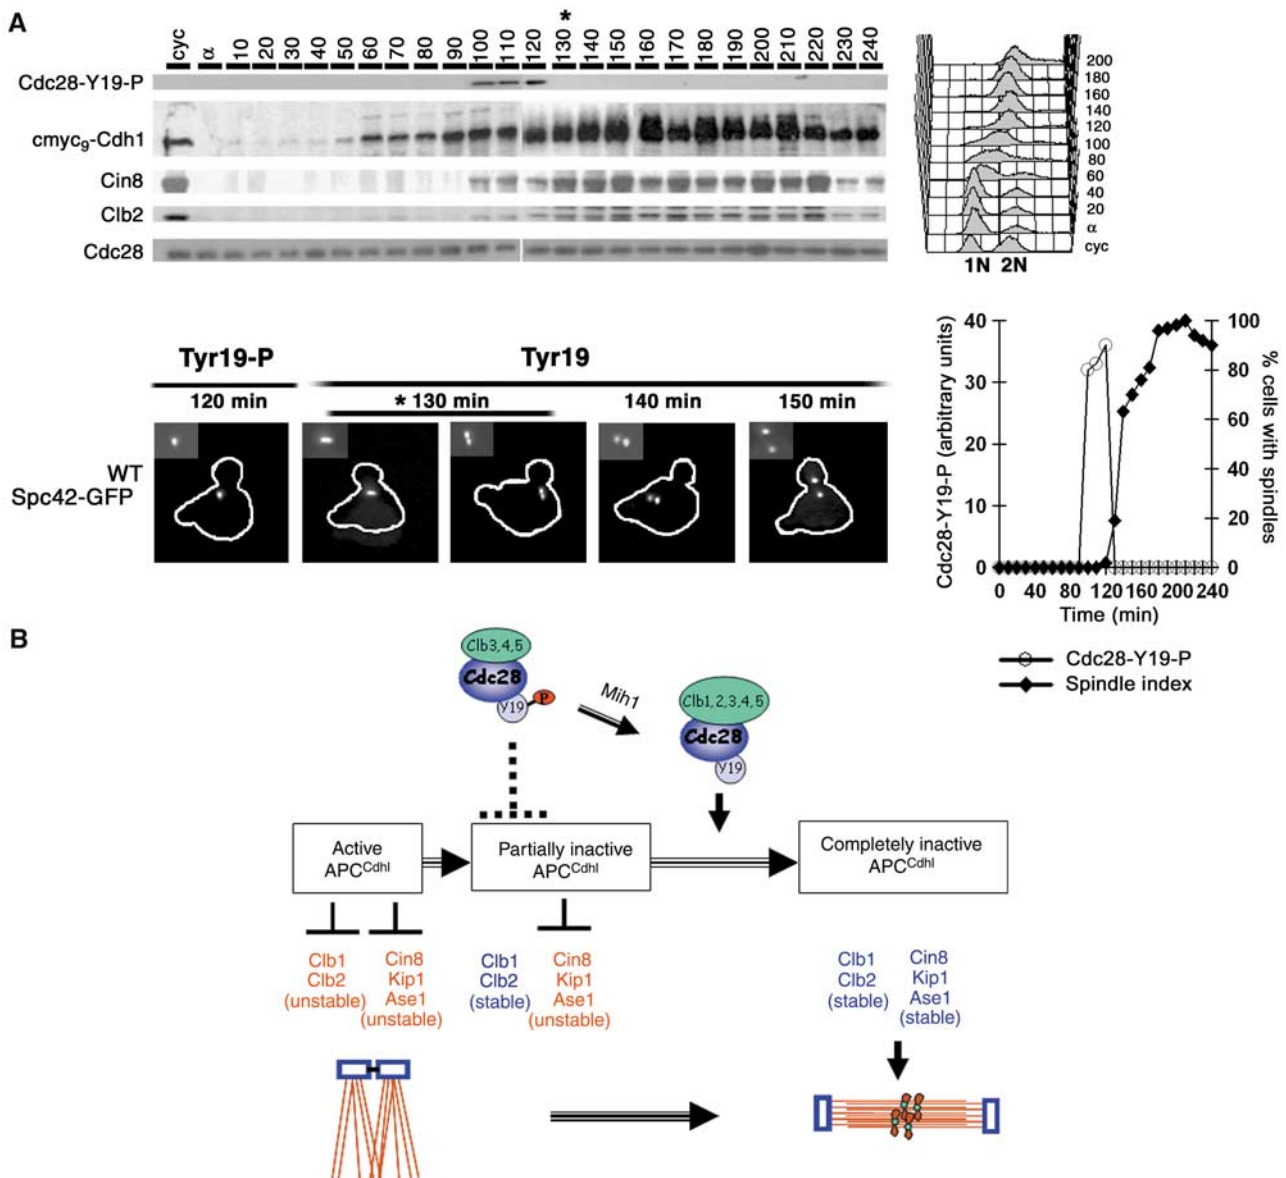 A
*
cyc α 10 20 30 40 50 60 70 80 90 100 110 120 130 140 150 160 170 180 190 200 210 220 230 240
Cdc28-Y19-P
cmyc9-Cdh1
Cin8
Clb2
Cdc28
200
180
160
140
120
100
80
60
40
20
α
cyc
1N 2N
Tyr19-P Tyr19
120 min * 130 min 140 min 150 min
WT
Spc42-GFP
Cdc28-Y19-P (arbitrary units)
40
30
20
10
0
100
80
60
40
20
0
% cells with spindles
0 40 80 120 160 200 240
Time (min)
Cdc28-Y19-P
Spindle index
B
Clb3,4,5
Cdc28
Y19
P
Mih1
Clb1,2,3,4,5
Cdc28
Y19
Active
APCCdhI
Partially inactive
APCCdhI
Completely inactive
APCCdhI
Clb1
Clb2
(unstable)
Cin8
Kip1
Ase1
(unstable)
Clb1
Clb2
(stable)
Cin8
Kip1
Ase1
(unstable)
Clb1
Clb2
(stable)
Cin8
Kip1
Ase1
(stable)